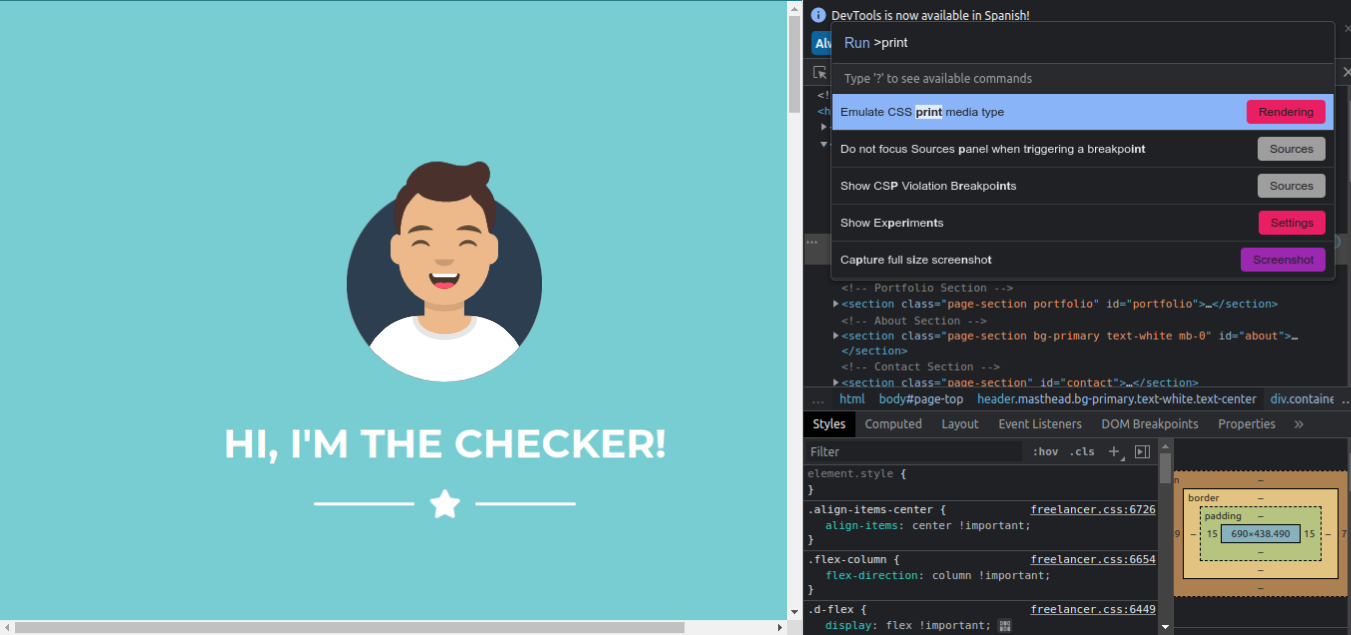 HI, I'M THE CHECKER!
DevTools is now available in Spanish!
Run >print
Type '?' to see available commands
Emulate CSS print media type Rendering
Do not focus Sources panel when triggering a breakpoint Sources
Show CSP Violation Breakpoints Sources
Show Experiments Settings
Capture full size screenshot Screenshot
<!-- Portfolio Section -->
<section class="page-section portfolio" id="portfolio">…</section>
<!-- About Section -->
<section class="page-section bg-primary text-white mb-0" id="about">…
</section>
<!-- Contact Section -->
<section class="page-section" id="contact">…</section>
... html body#page-top header.masthead.bg-primary.text-white.text-center div.containe ...
Styles Computed Layout Event Listeners DOM Breakpoints Properties »
Filter :hov .cls +
element.style {
}
.align-items-center { freelancer.css:6726
align-items: center !important;
}
.flex-column { freelancer.css:6654
flex-direction: column !important;
}
.d-flex { freelancer.css:6449
display: flex !important;
border –
padding –
9 – 15 690×438.490 15 – 7
–
–
–